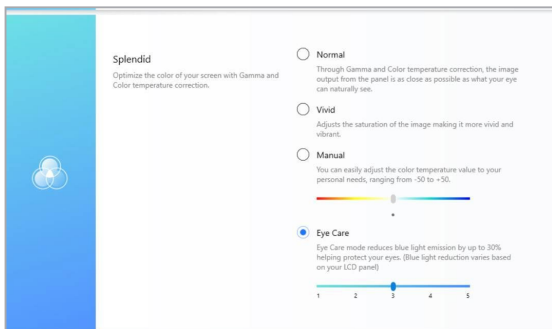 Splendid
Optimize the color of your screen with Gamma and
Color temperature correction.
Normal
Through Gamma and Color temperature correction, the image
output from the panel is as close as possible as what your eye
can naturally see.
Vivid
Adjusts the saturation of the image making it more vivid and
vibrant.
Manual
You can easily adjust the color temperature value to your
personal needs, ranging from -50 to +50.
Eye Care
Eye Care mode reduces blue light emission by up to 30%
helping protect your eyes. (Blue light reduction varies based
on your LCD panel)
1 2 3 4 5